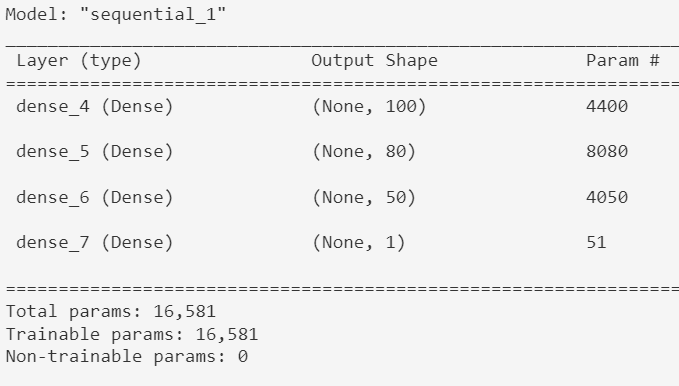 Model: "sequential_1"
Layer (type) Output Shape Param #
dense_4 (Dense) (None, 100) 4400
dense_5 (Dense) (None, 80) 8080
dense_6 (Dense) (None, 50) 4050
dense_7 (Dense) (None, 1) 51
Total params: 16,581
Trainable params: 16,581
Non-trainable params: 0